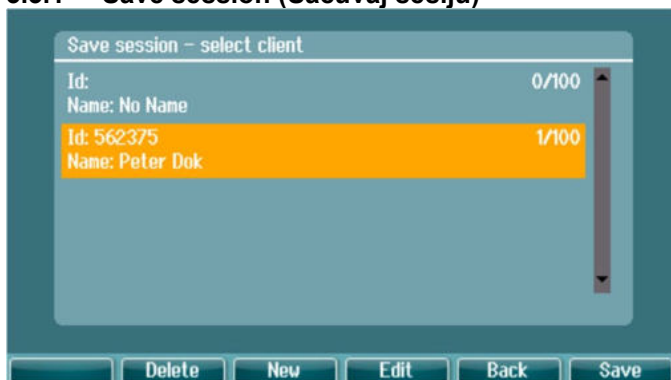 Save session (Sačuvaj sesiju)
Save session - select client
Id: 0/100
Name: No Name
Id: 562375 1/100
Name: Peter Dok
Delete New Edit Back Save